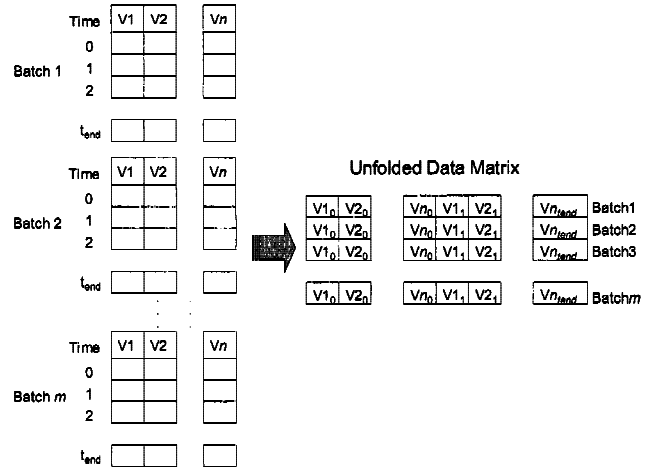 Time V1 V2 Vn
0
Batch 1 1
2
tend
Time V1 V2 Vn
0
Batch 2 1
2
tend
Time V1 V2 Vn
0
Batch m 1
2
tend
Unfolded Data Matrix
V10 V20 Vn0 V11 V21 Vntend Batch1
V10 V20 Vn0 V11 V21 Vntend Batch2
V10 V20 Vn0 V11 V21 Vntend Batch3
V10 V20 Vn0 V11 V21 Vntend Batchm